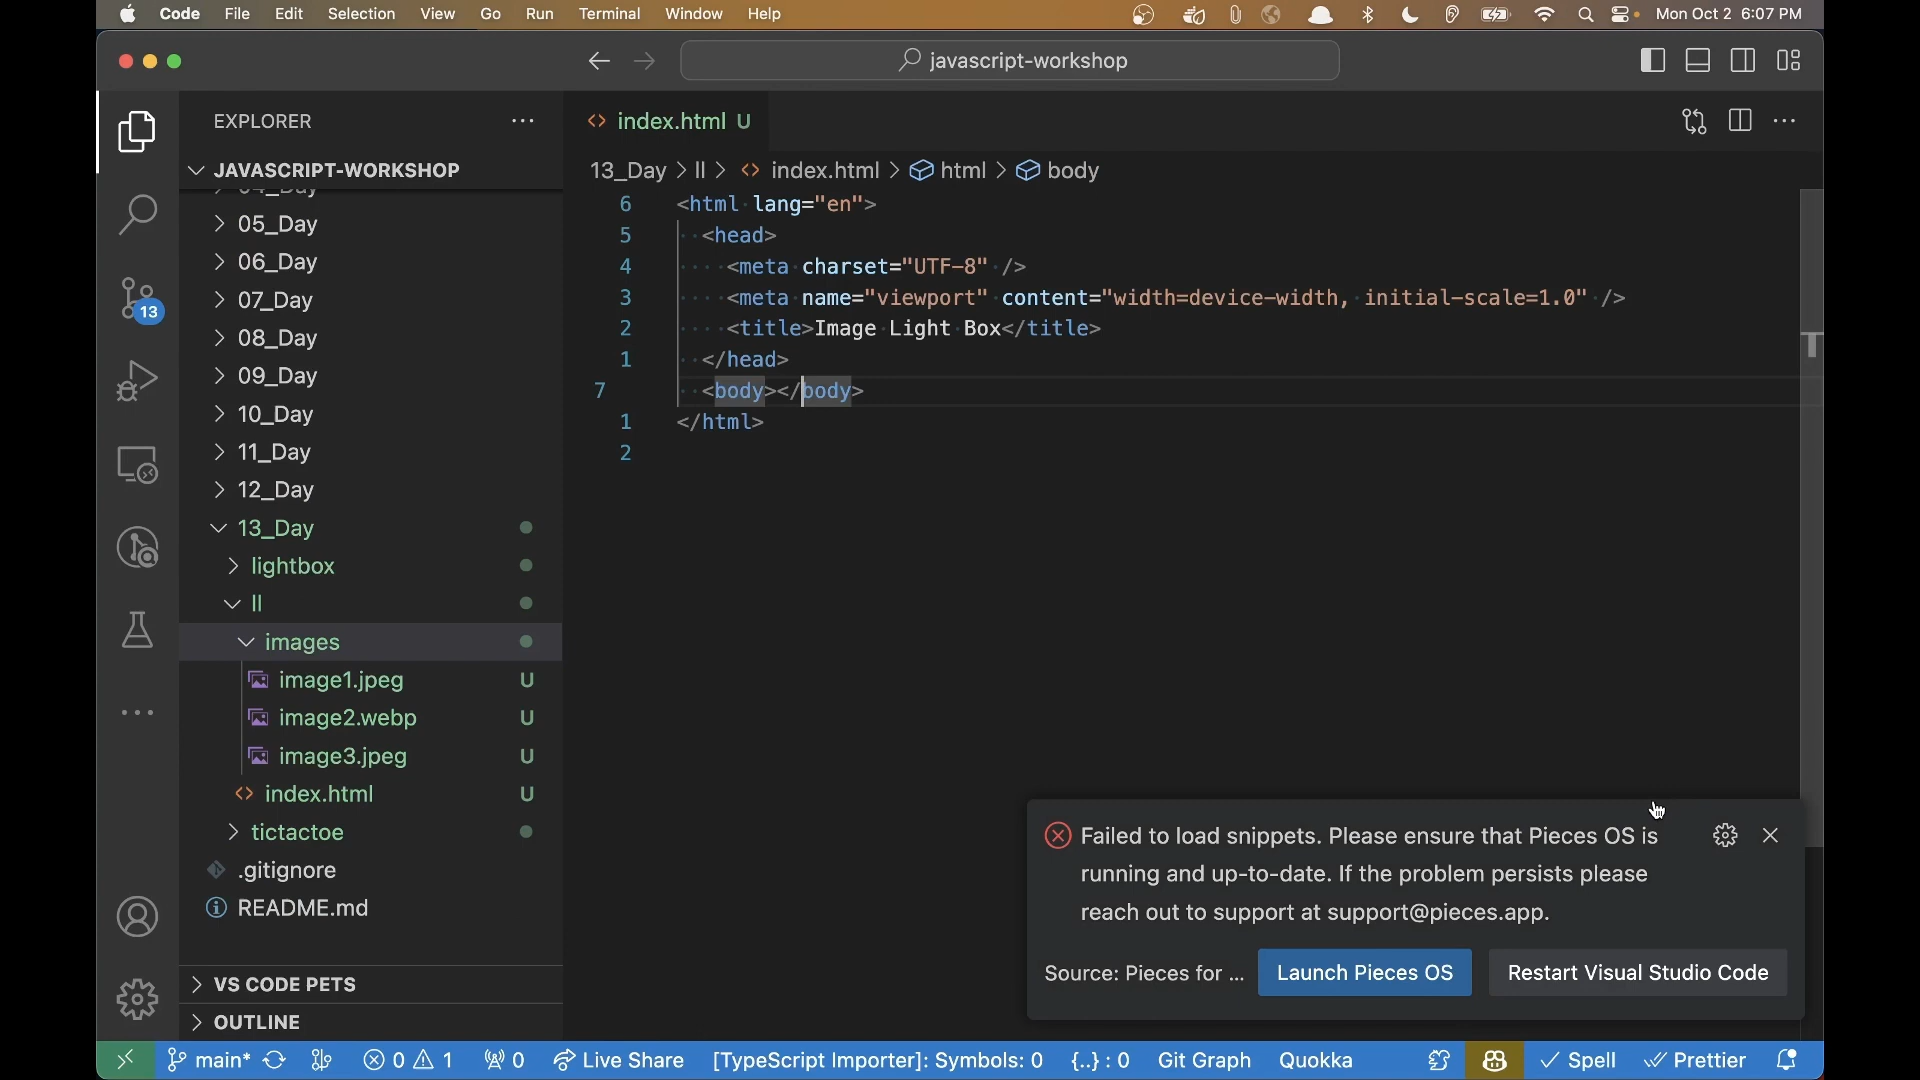 Code File Edit Selection View Go Run Terminal Window Help Mon Oct 2 6:07 PM
javascript-workshop
EXPLORER
JAVASCRIPT-WORKSHOP
04_Day
05_Day
06_Day
07_Day
08_Day
09_Day
10_Day
11_Day
12_Day
13_Day
lightbox
ll
images
image1.jpeg U
image2.webp U
image3.jpeg U
index.html U
tictactoe
.gitignore
README.md
VS CODE PETS
OUTLINE
13
index.html U
13_Day > ll > index.html > html > body
6 <html lang="en">
5 <head>
4 <meta charset="UTF-8" />
3 <meta name="viewport" content="width=device-width, initial-scale=1.0" />
2 <title>Image Light Box</title>
1 </head>
7 <body></body>
1 </html>
2
Failed to load snippets. Please ensure that Pieces OS is
running and up-to-date. If the problem persists please
reach out to support at support@pieces.app.
Source: Pieces for ... Launch Pieces OS Restart Visual Studio Code
main* 0 1 0 Live Share [TypeScript Importer]: Symbols: 0 {..} : 0 Git Graph Quokka Spell Prettier